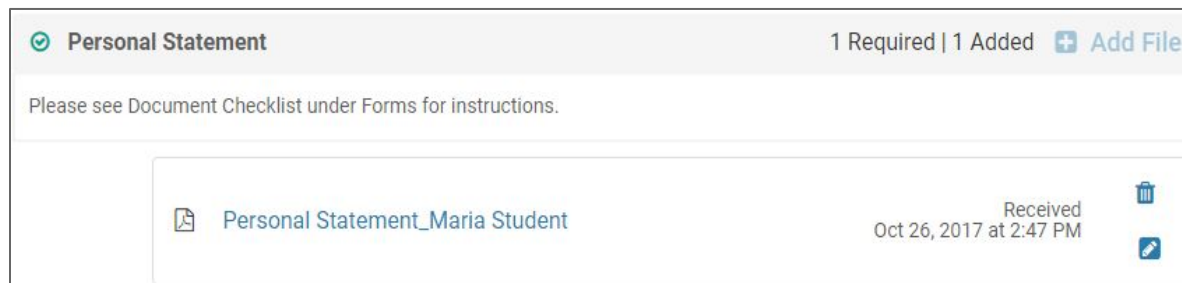 Personal Statement 1 Required | 1 Added Add File
Please see Document Checklist under Forms for instructions.
Personal Statement_Maria Student
Received
Oct 26, 2017 at 2:47 PM